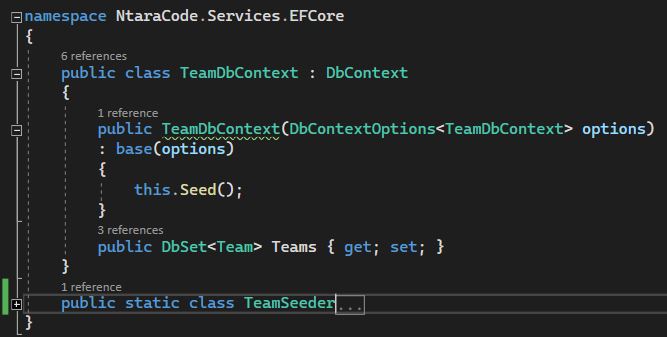 namespace NtaraCode.Services.EFCore
{
6 references
public class TeamDbContext : DbContext
{
1 reference
public TeamDbContext(DbContextOptions<TeamDbContext> options)
: base(options)
{
this.Seed();
}
3 references
public DbSet<Team> Teams { get; set; }
}
1 reference
public static class TeamSeeder...
}